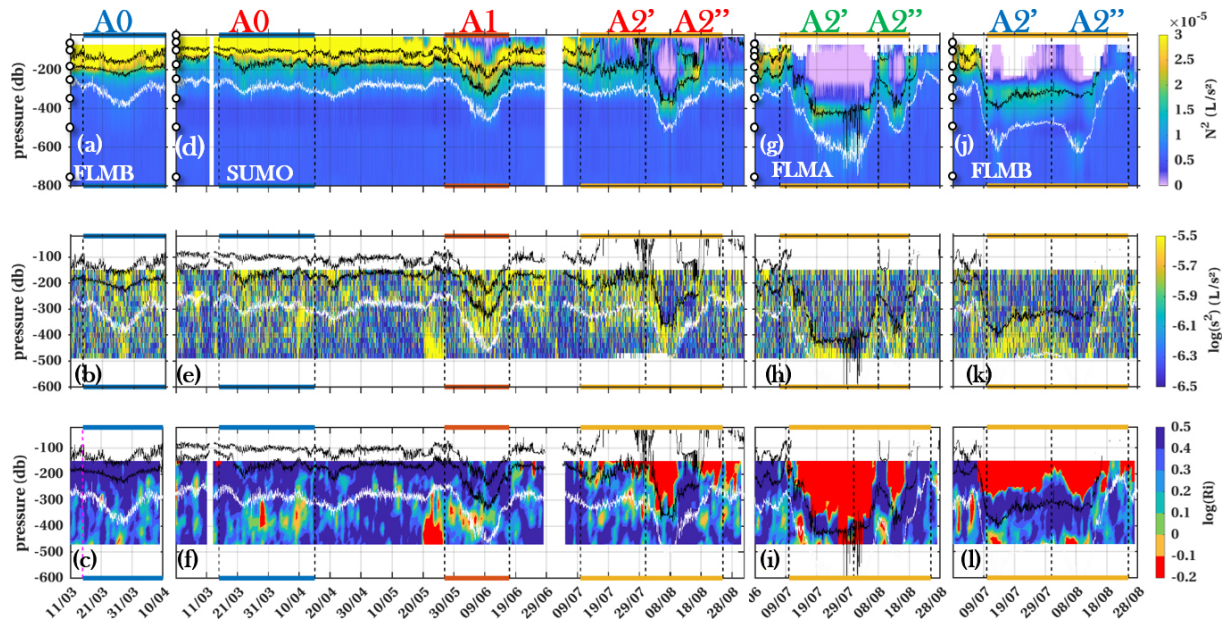 A0 A0 A1 A2’ A2” A2’ A2” A2’ A2”
×10⁻⁵
pressure (db)
-200
-400
-600
-800
(a)
FLMB
(d)
SUMO
(g)
FLMA
(j)
FLMB
3
2.5
2
1.5
1
0.5
0
N² (L/s²)
pressure (db)
-100
-200
-300
-400
-500
-600
(b)
(e)
(h)
(k)
-5.5
-5.7
-5.9
-6.1
-6.3
-6.5
log(s²) (L/s²)
pressure (db)
-100
-200
-300
-400
-500
-600
(c)
(f)
(i)
(l)
0.5
0.4
0.3
0.2
0.1
0
-0.1
-0.2
log(Ri)
11/03 21/03 31/03 10/04
11/03 21/03 31/03 10/04 20/04 30/04 10/05 20/05 30/05 09/06 19/06 29/06 09/07 19/07 29/07 08/08 18/08 28/08
09/07 19/07 29/07 08/08 18/08 28/08
09/07 19/07 29/07 08/08 18/08 28/08